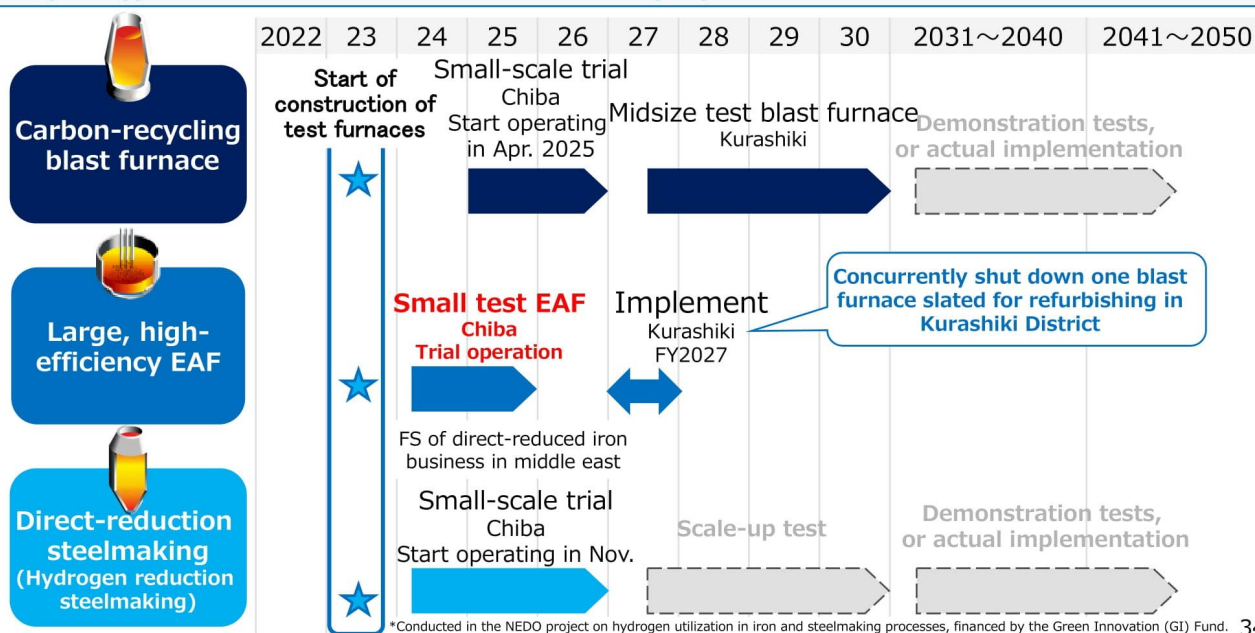 2022 23 24 25 26 27 28 29 30 2031～2040 2041～2050
Carbon-recycling
blast furnace
Start of
construction of
test furnaces
Small-scale trial
Chiba
Start operating
in Apr. 2025
Midsize test blast furnace
Kurashiki
Demonstration tests,
or actual implementation
Large, high-
efficiency EAF
Small test EAF
Chiba
Trial operation
Implement
Kurashiki
FY2027
Concurrently shut down one blast
furnace slated for refurbishing in
Kurashiki District
FS of direct-reduced iron
business in middle east
Direct-reduction
steelmaking
(Hydrogen reduction
steelmaking)
Small-scale trial
Chiba
Start operating in Nov.
Scale-up test
Demonstration tests,
or actual implementation
*Conducted in the NEDO project on hydrogen utilization in iron and steelmaking processes, financed by the Green Innovation (GI) Fund.